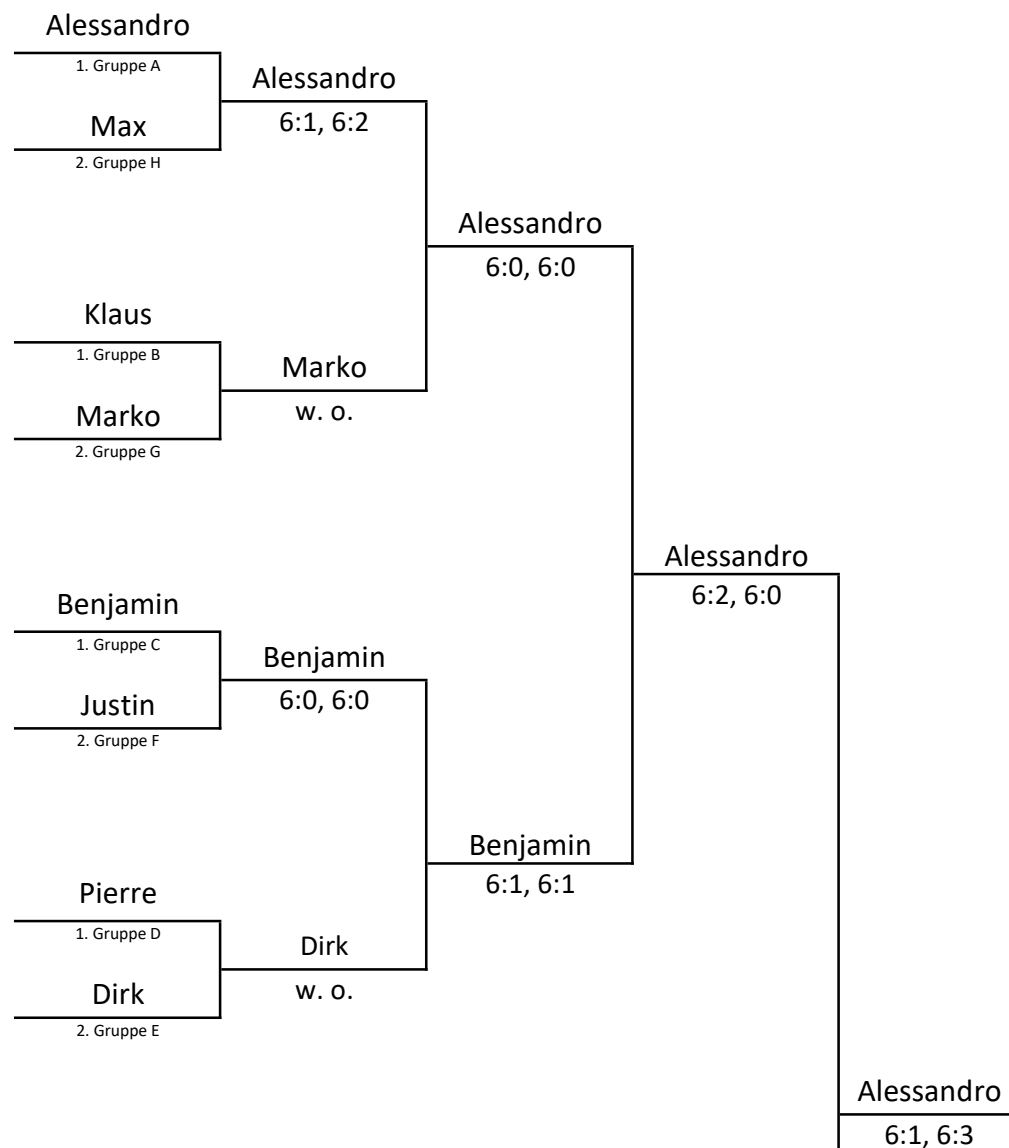 Alessandro
1. Gruppe A
Alessandro
6:1, 6:2
Max
2. Gruppe H
Alessandro
6:0, 6:0
Klaus
1. Gruppe B
Marko
w. o.
Marko
2. Gruppe G
Alessandro
6:2, 6:0
Benjamin
1. Gruppe C
Benjamin
6:0, 6:0
Justin
2. Gruppe F
Benjamin
6:1, 6:1
Pierre
1. Gruppe D
Dirk
w. o.
Dirk
2. Gruppe E
Alessandro
6:1, 6:3